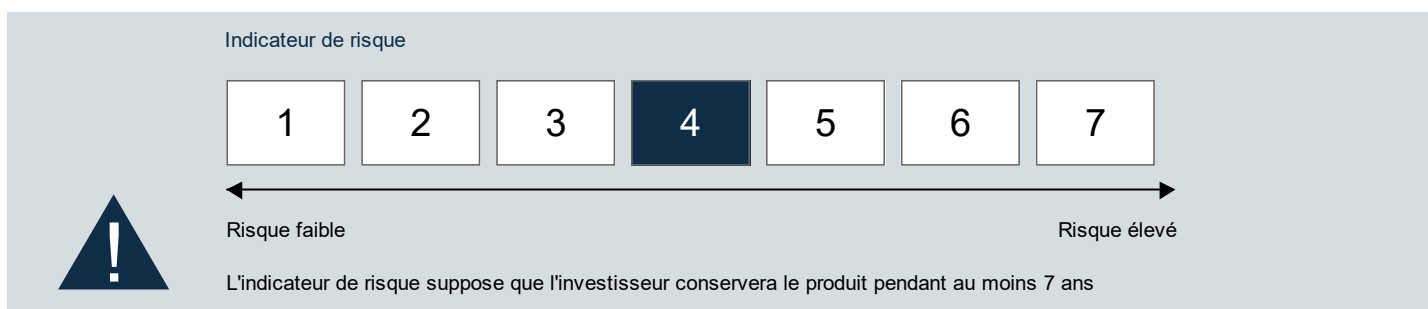 Indicateur de risque
1 2 3 4 5 6 7
Risque faible Risque élevé
!
L'indicateur de risque suppose que l'investisseur conservera le produit pendant au moins 7 ans